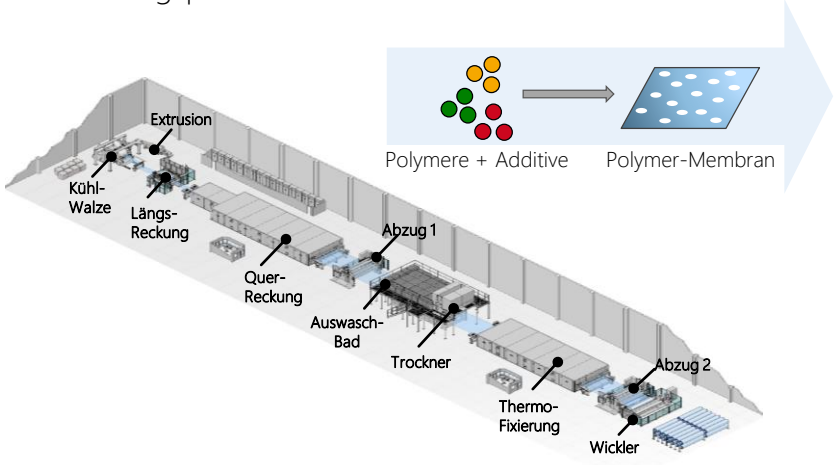 Extrusion
Polymere + Additive
Polymer-Membran
Kühl-
Walze
Längs-
Reckung
Abzug 1
Quer-
Reckung
Auswasch-
Bad
Trockner
Abzug 2
Thermo-
Fixierung
Wickler